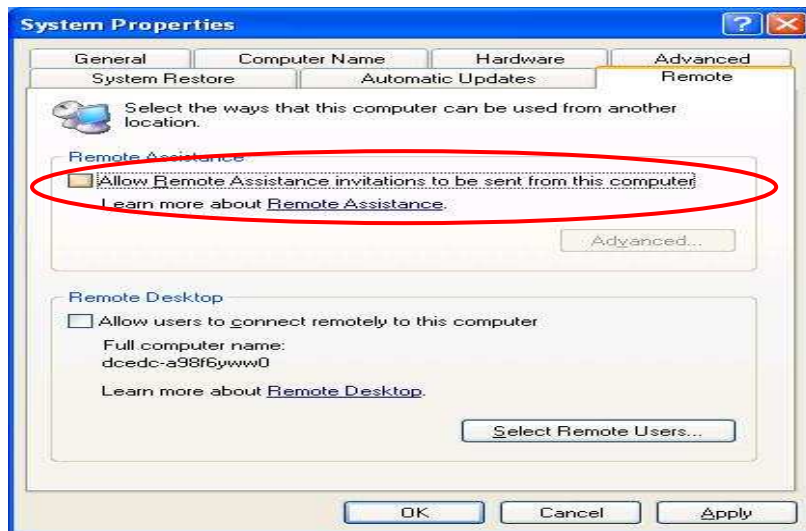 System Properties
General Computer Name Hardware Advanced
System Restore Automatic Updates Remote
Select the ways that this computer can be used from another
location.
Remote Assistance
Allow Remote Assistance invitations to be sent from this computer
Learn more about Remote Assistance.
Advanced...
Remote Desktop
Allow users to connect remotely to this computer
Full computer name:
dcedc-a98f6yww0
Learn more about Remote Desktop.
Select Remote Users...
OK Cancel Apply